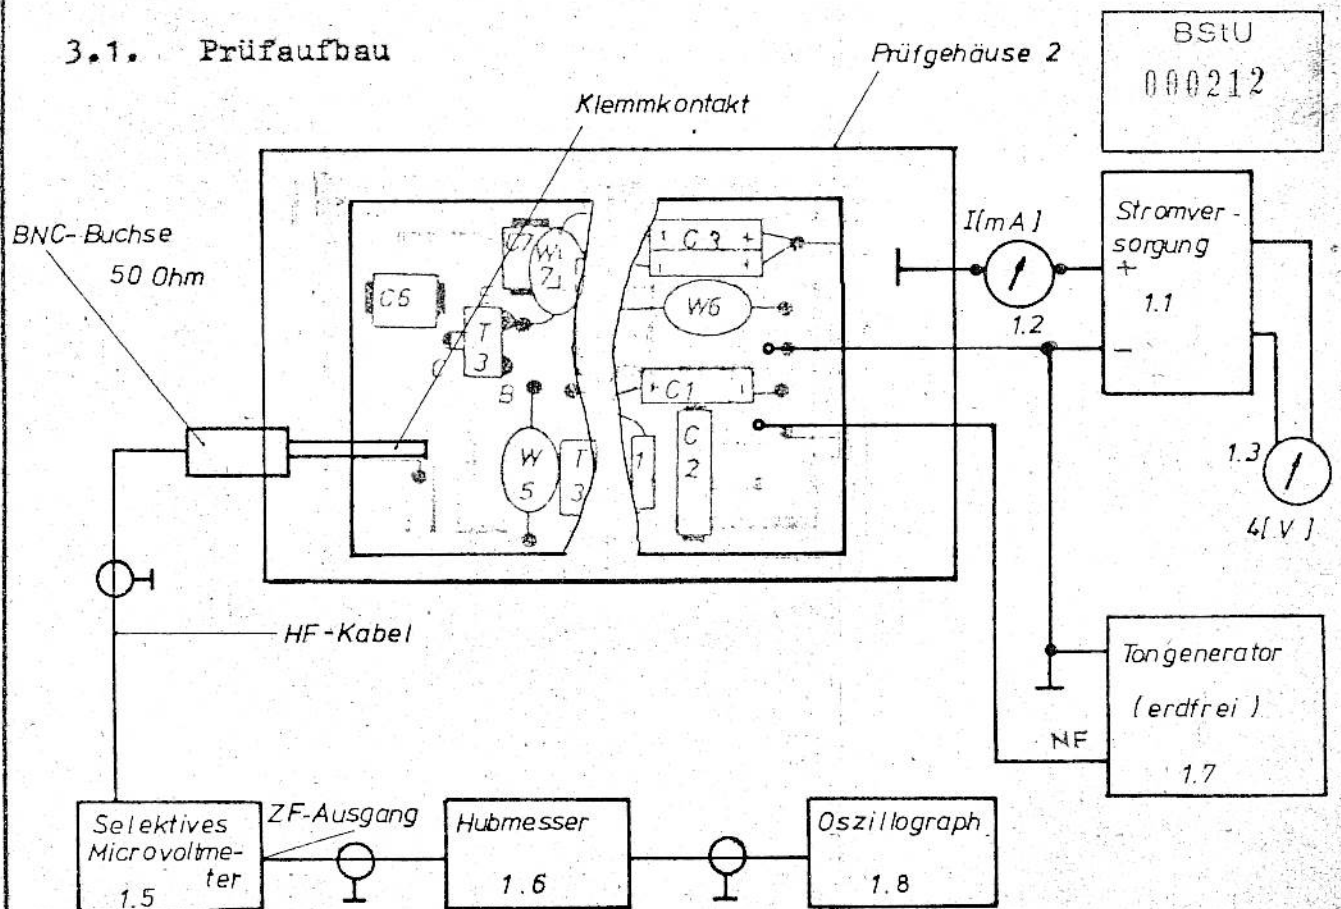 3.1. Prüfaufbau
BStU
000212
Prüfgehäuse 2
Klemmkontakt
BNC-Buchse
50 Ohm
I[mA]
1.2
Stromver-
sorgung
+
1.1
-
1.3
4[V]
C6
C7
W
T
3
E
C
B
W
5
T
3
C3
+
+
W6
+ C1 -
C
2
1
HF-Kabel
Tongenerator
(erdfrei)
1.7
NF
Selektives
Microvoltme-
ter
1.5
ZF-Ausgang
Hubmesser
1.6
Oszillograph
1.8